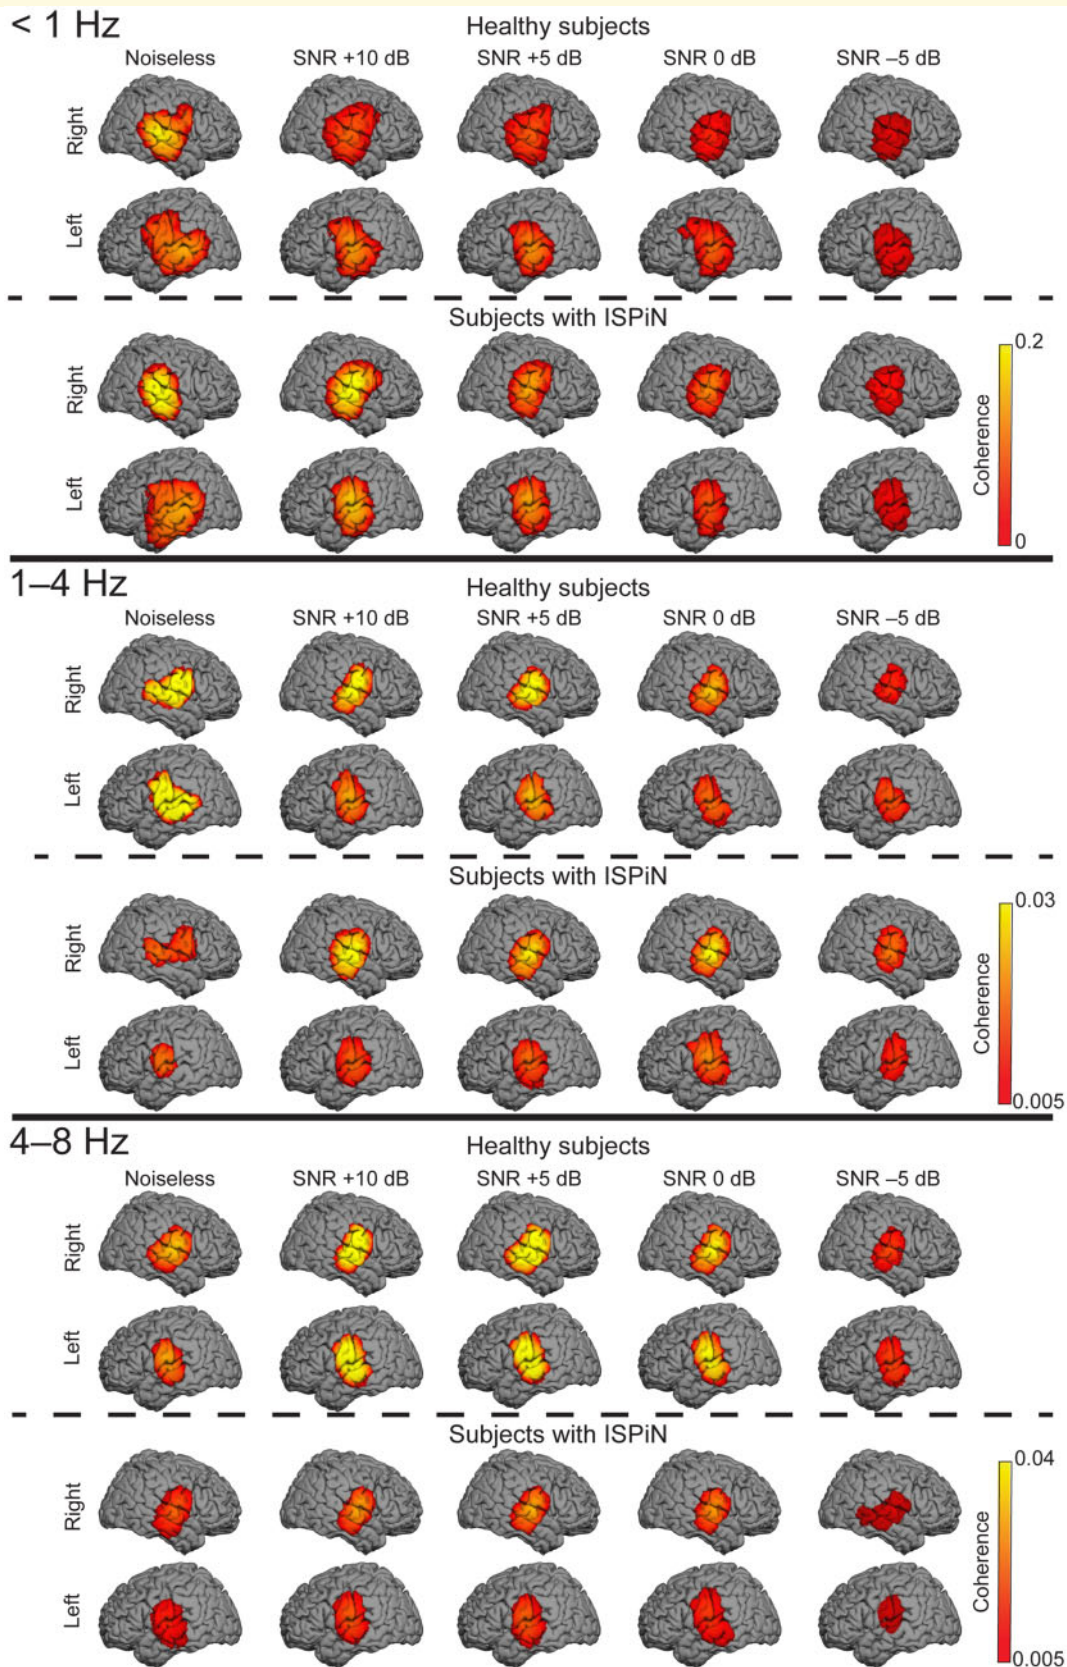 < 1 Hz
Healthy subjects
Noiseless SNR +10 dB SNR +5 dB SNR 0 dB SNR –5 dB
Right
Left
Subjects with ISPiN
Right
Left
0.2
Coherence
0
1–4 Hz
Healthy subjects
Noiseless SNR +10 dB SNR +5 dB SNR 0 dB SNR –5 dB
Right
Left
Subjects with ISPiN
Right
Left
0.03
Coherence
0.005
4–8 Hz
Healthy subjects
Noiseless SNR +10 dB SNR +5 dB SNR 0 dB SNR –5 dB
Right
Left
Subjects with ISPiN
Right
Left
0.04
Coherence
0.005